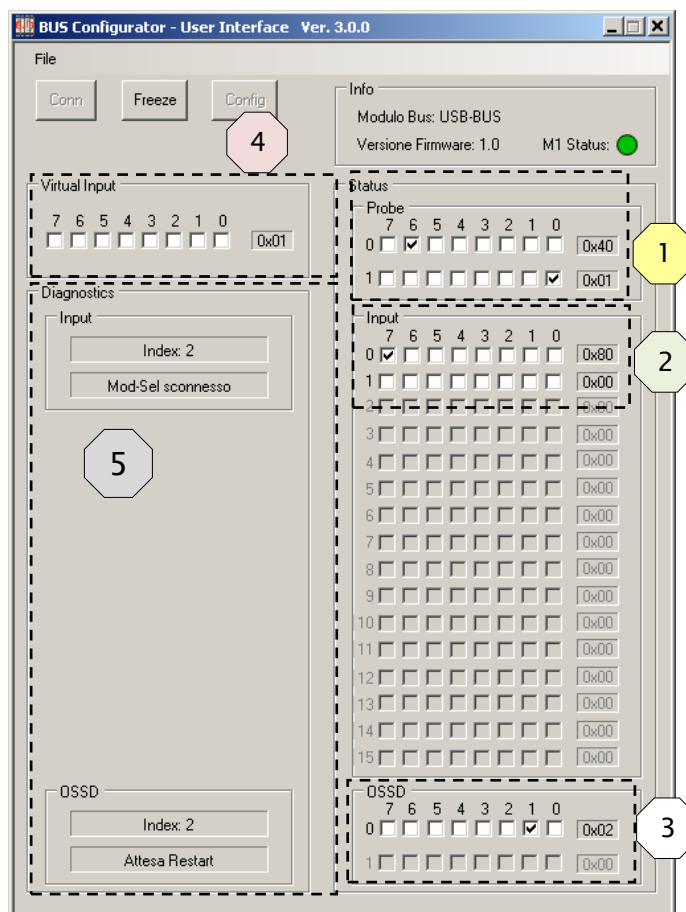 BUS Configurator - User Interface Ver. 3.0.0
File
Conn Freeze Config
Info
Modulo Bus: USB-BUS
Versione Firmware: 1.0 M1 Status:
4
Virtual Input
7 6 5 4 3 2 1 0
0x01
Status
Probe
7 6 5 4 3 2 1 0
0 0x40
1 0x01
1
Input
7 6 5 4 3 2 1 0
0 0x80
1 0x00
2 0x00
3 0x00
4 0x00
5 0x00
6 0x00
7 0x00
8 0x00
9 0x00
10 0x00
11 0x00
12 0x00
13 0x00
14 0x00
15 0x00
2
Diagnostics
Input
Index: 2
Mod-Sel sconnesso
5
OSSD
Index: 2
Attesa Restart
OSSD
7 6 5 4 3 2 1 0
0 0x02
1 0x00
3